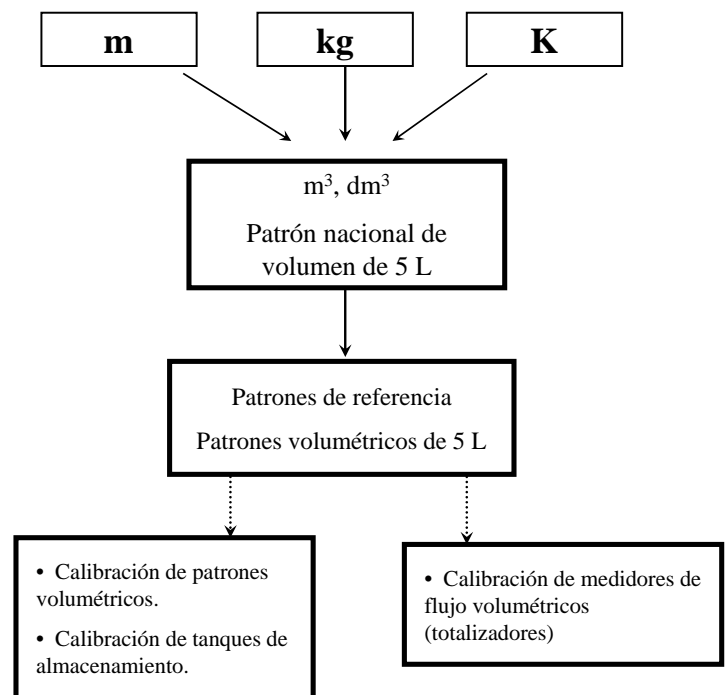 m
kg
K
m³, dm³
Patrón nacional de
volumen de 5 L
Patrones de referencia
Patrones volumétricos de 5 L
• Calibración de patrones
volumétricos.
• Calibración de tanques de
almacenamiento.
• Calibración de medidores de
flujo volumétricos
(totalizadores)